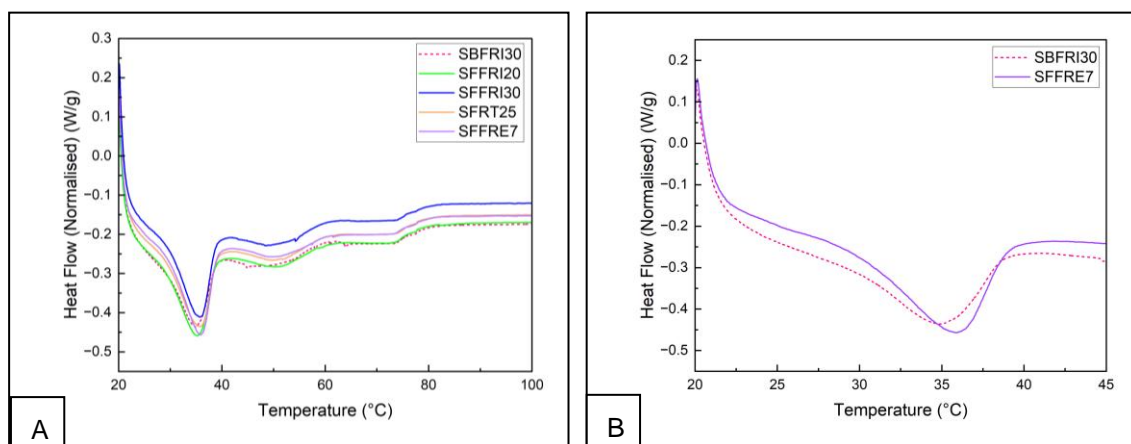 0.3
0.2
0.1
0.0
−0.1
−0.2
−0.3
−0.4
−0.5
Heat Flow (Normalised) (W/g)
SBFRI30
SFFRI20
SFFRI30
SFRT25
SFFRE7
20 40 60 80 100
Temperature (°C)
A
0.2
0.1
0.0
−0.1
−0.2
−0.3
−0.4
−0.5
Heat Flow (Normalised) (W/g)
SBFRI30
SFFRE7
20 25 30 35 40 45
Temperature (°C)
B